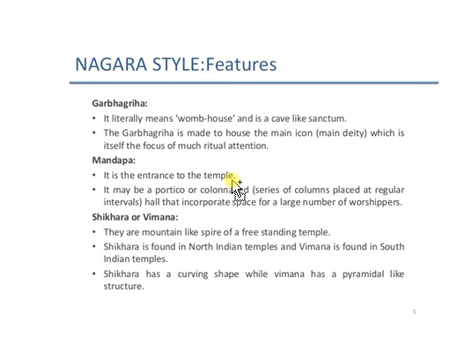 NAGARA STYLE:Features
Garbhagriha:
• It literally means 'womb-house' and is a cave like sanctum.
• The Garbhagriha is made to house the main icon (main deity) which is
itself the focus of much ritual attention.
Mandapa:
• It is the entrance to the temple.
• It may be a portico or colonnaded (series of columns placed at regular
intervals) hall that incorporate space for a large number of worshippers.
Shikhara or Vimana:
• They are mountain like spire of a free standing temple.
• Shikhara is found in North Indian temples and Vimana is found in South
Indian temples.
• Shikhara has a curving shape while vimana has a pyramidal like
structure.